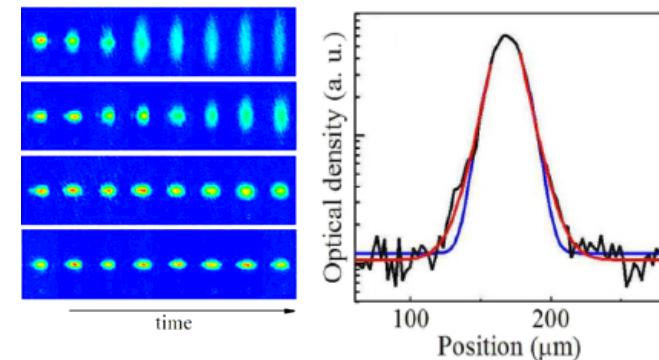 time
Optical density (a. u.)
100
200
Position (μm)